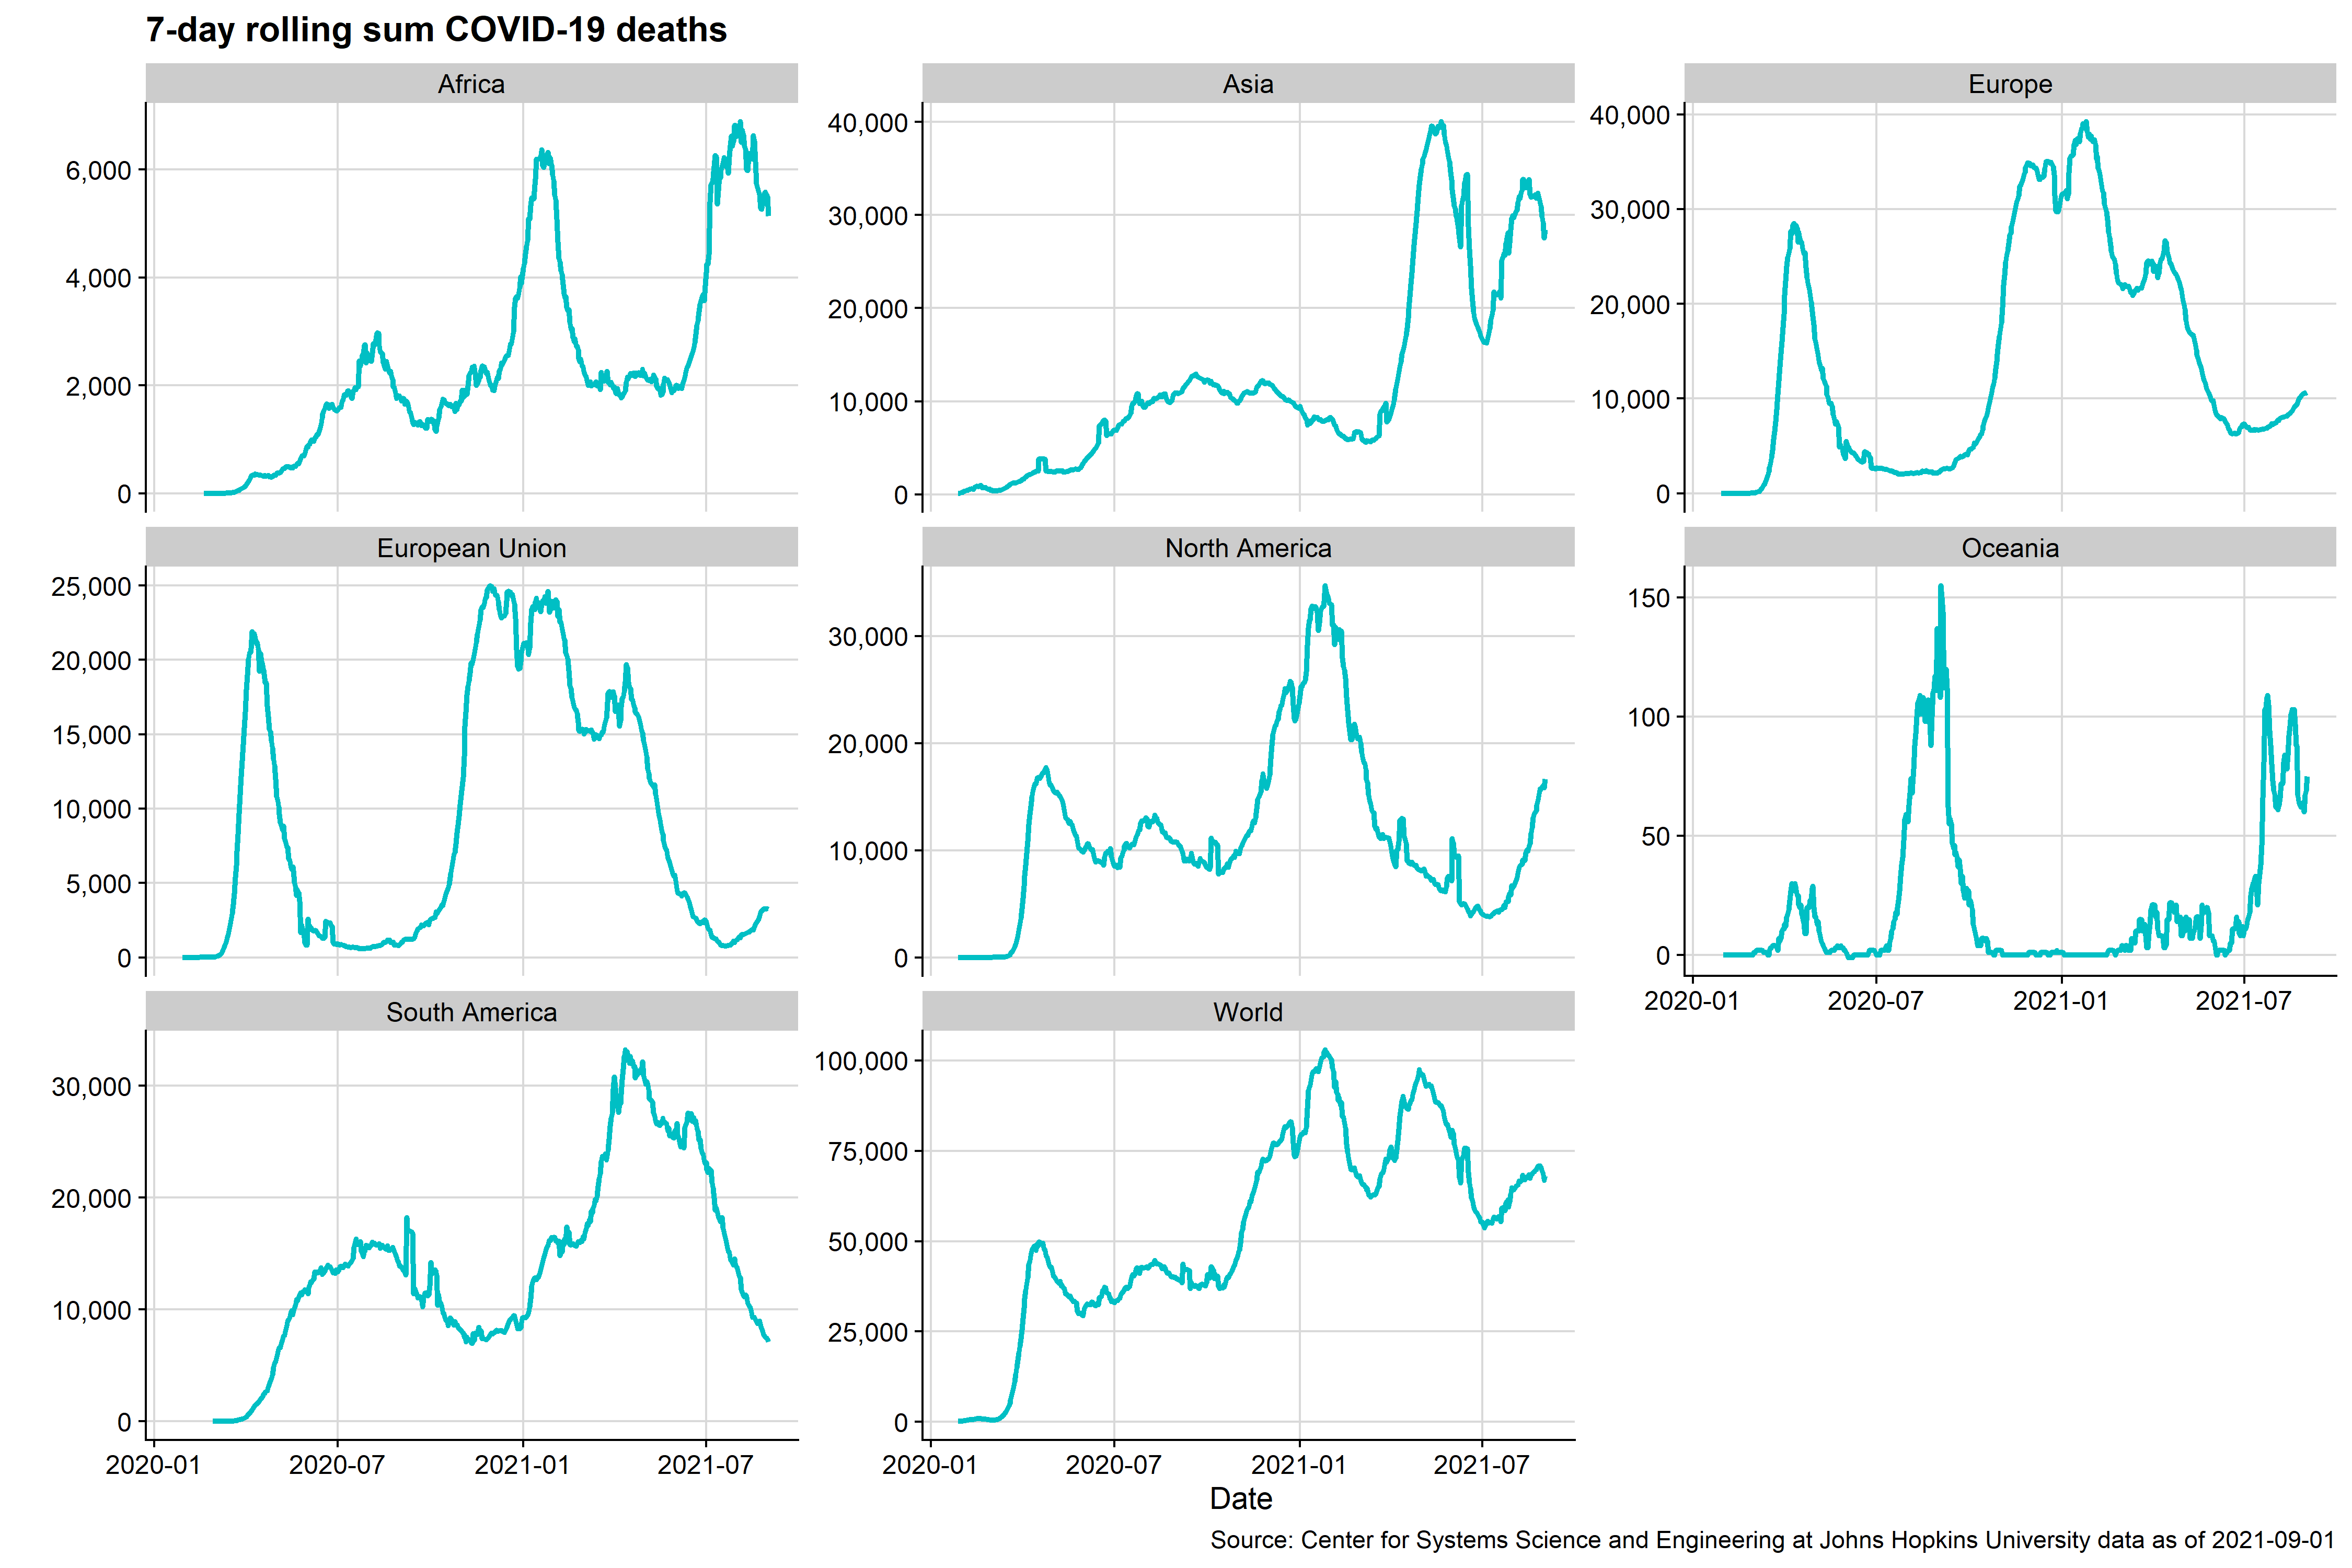 7-day rolling sum COVID-19 deaths
Africa
6,000
4,000
2,000
0
Asia
40,000
30,000
20,000
10,000
0
Europe
40,000
30,000
20,000
10,000
0
European Union
25,000
20,000
15,000
10,000
5,000
0
North America
30,000
20,000
10,000
0
Oceania
150
100
50
0
2020-01 2020-07 2021-01 2021-07
South America
30,000
20,000
10,000
0
2020-01 2020-07 2021-01 2021-07
World
100,000
75,000
50,000
25,000
0
2020-01 2020-07 2021-01 2021-07
Date
Source: Center for Systems Science and Engineering at Johns Hopkins University data as of 2021-09-01